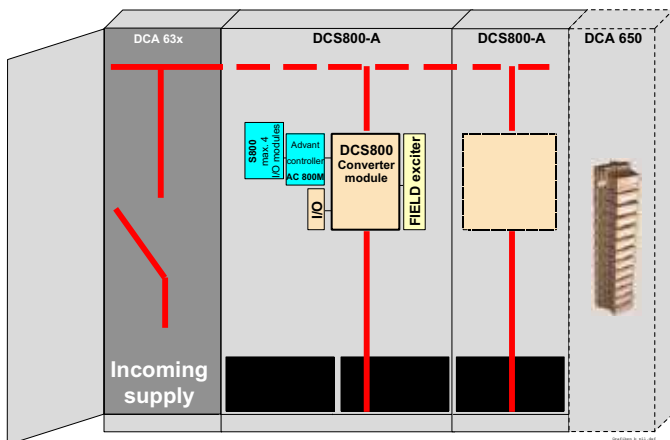 DCA 63x
DCS800-A
DCS800-A
DCA 650
S800
max. 4
I/O modules
Advant
controller
AC 800M
I/O
DCS800
Converter
module
FIELD exciter
Incoming
supply